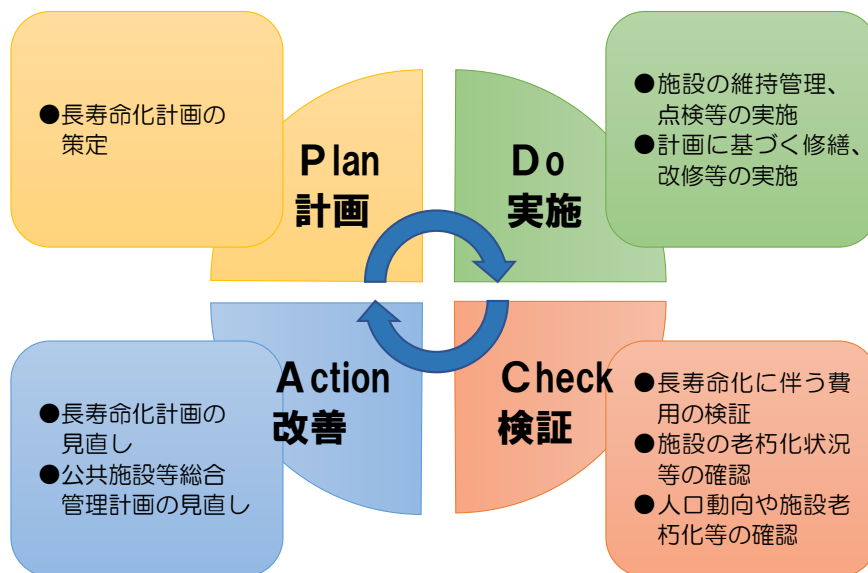 ●長寿命化計画の
策定
Plan
計画
●施設の維持管理、
点検等の実施
●計画に基づく修繕、
改修等の実施
Do
実施
●長寿命化計画の
見直し
●公共施設等総合
管理計画の見直し
Action
改善
●長寿命化に伴う費
用の検証
●施設の老朽化状況
等の確認
●人口動向や施設老
朽化等の確認
Check
検証